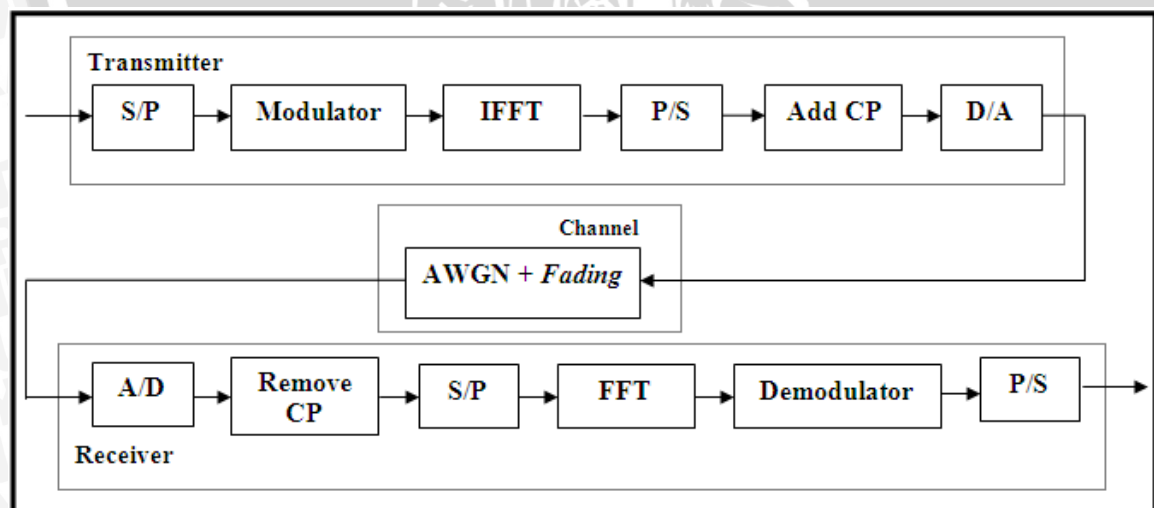 Transmitter
S/P
Modulator
IFFT
P/S
Add CP
D/A
Channel
AWGN + Fading
A/D
Remove
CP
S/P
FFT
Demodulator
P/S
Receiver